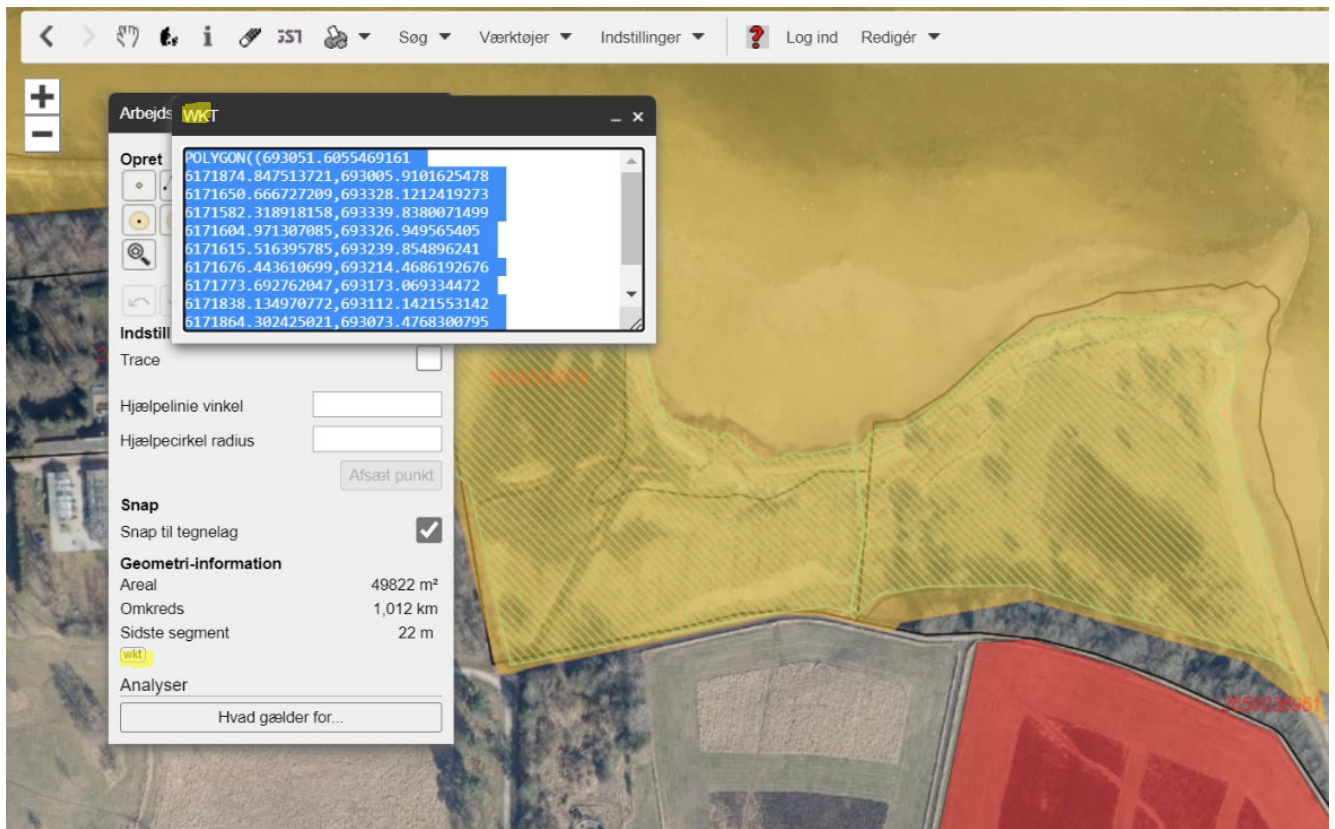 Søg Værktøjer Indstillinger ? Log ind Redigér
+
−
WKT
POLYGON((693051.6055469161
6171874.847513721,693005.9101625478
6171650.666727209,693328.1212419273
6171582.318918158,693339.8380071499
6171604.971307085,693326.949565405
6171615.516395785,693239.854896241
6171676.443610699,693214.4686192676
6171773.692762047,693173.069334472
6171838.134970772,693112.1421553142
6171864.302425021,693073.4768300795
Arbejds
Opret
Indstill
Trace
Hjælpelinie vinkel
Hjælpecirkel radius
Afsæt punkt
Snap
Snap til tegnelag
Geometri-information
Areal 49822 m²
Omkreds 1,012 km
Sidste segment 22 m
wkt
Analyser
Hvad gælder for...